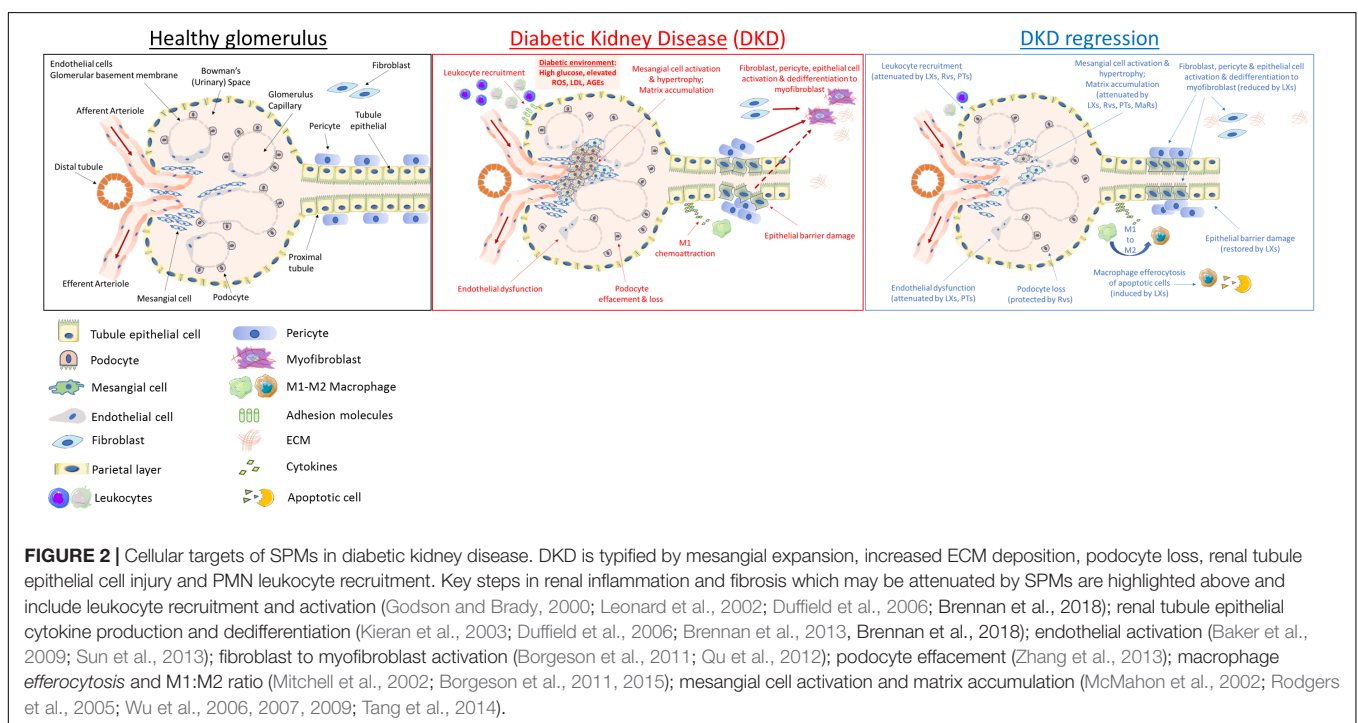 Healthy glomerulus
Endothelial cells
Glomerular basement membrane
Bowman's
(Urinary) Space
Fibroblast
Glomerulus
Capillary
Afferent Arteriole
Pericyte
Tubule
epithelial
Distal tubule
Proximal
tubule
Efferent Arteriole
Mesangial cell
Podocyte
Diabetic Kidney Disease (DKD)
Leukocyte recruitment
Diabetic environment:
High glucose, elevated
ROS, LDL, AGEs
Mesangial cell activation
& hypertrophy;
Matrix accumulation
Fibroblast, pericyte, epithelial cell
activation & dedifferentiation to
myofibroblast
M1
chemoattraction
Epithelial barrier damage
Endothelial dysfunction
Podocyte
effacement & loss
DKD regression
Leukocyte recruitment
(attenuated by LXs, Rvs, PTs)
Mesangial cell activation &
hypertrophy;
Matrix accumulation
(attenuated by
LXs, Rvs, PTs, MaRs)
Fibroblast, pericyte & epithelial cell
activation & dedifferentiation to
myofibroblast (reduced by LXs)
M1
to
M2
Epithelial barrier damage
(restored by LXs)
Endothelial dysfunction
(attenuated by LXs, PTs)
Podocyte loss
(protected by Rvs)
Macrophage efferocytosis
of apoptotic cells
(induced by LXs)
Tubule epithelial cell
Pericyte
Podocyte
Myofibroblast
Mesangial cell
M1-M2 Macrophage
Endothelial cell
Adhesion molecules
Fibroblast
ECM
Parietal layer
Cytokines
Leukocytes
Apoptotic cell
FIGURE 2 | Cellular targets of SPMs in diabetic kidney disease. DKD is typified by mesangial expansion, increased ECM deposition, podocyte loss, renal tubule
epithelial cell injury and PMN leukocyte recruitment. Key steps in renal inflammation and fibrosis which may be attenuated by SPMs are highlighted above and
include leukocyte recruitment and activation (Godson and Brady, 2000; Leonard et al., 2002; Duffield et al., 2006; Brennan et al., 2018); renal tubule epithelial
cytokine production and dedifferentiation (Kieran et al., 2003; Duffield et al., 2006; Brennan et al., 2013, Brennan et al., 2018); endothelial activation (Baker et al.,
2009; Sun et al., 2013); fibroblast to myofibroblast activation (Borgeson et al., 2011; Qu et al., 2012); podocyte effacement (Zhang et al., 2013); macrophage
efferocytosis and M1:M2 ratio (Mitchell et al., 2002; Borgeson et al., 2011, 2015); mesangial cell activation and matrix accumulation (McMahon et al., 2002; Rodgers
et al., 2005; Wu et al., 2006, 2007, 2009; Tang et al., 2014).